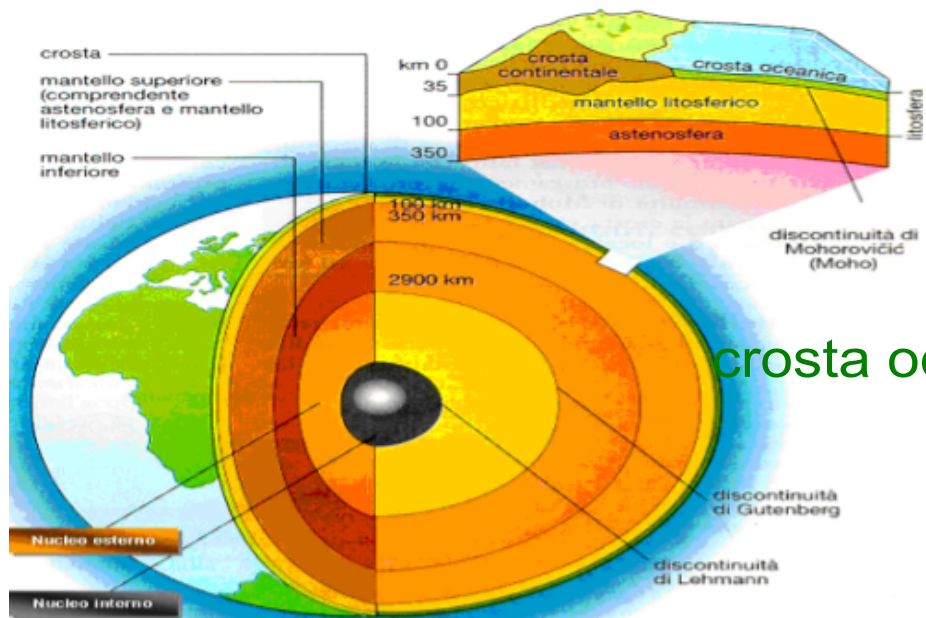 crosta
mantello superiore
(comprendente
astenosfera e mantello
litosferico)
mantello
inferiore
km 0
35
100
350
crosta
continentale
crosta oceanica
mantello litosferico
astenosfera
litosfera
discontinuità di
Mohorovičić
(Moho)
100 km
350 km
2900 km
crosta oc
discontinuità
di Gutenberg
discontinuità
di Lehmann
Nucleo esterno
Nucleo interno